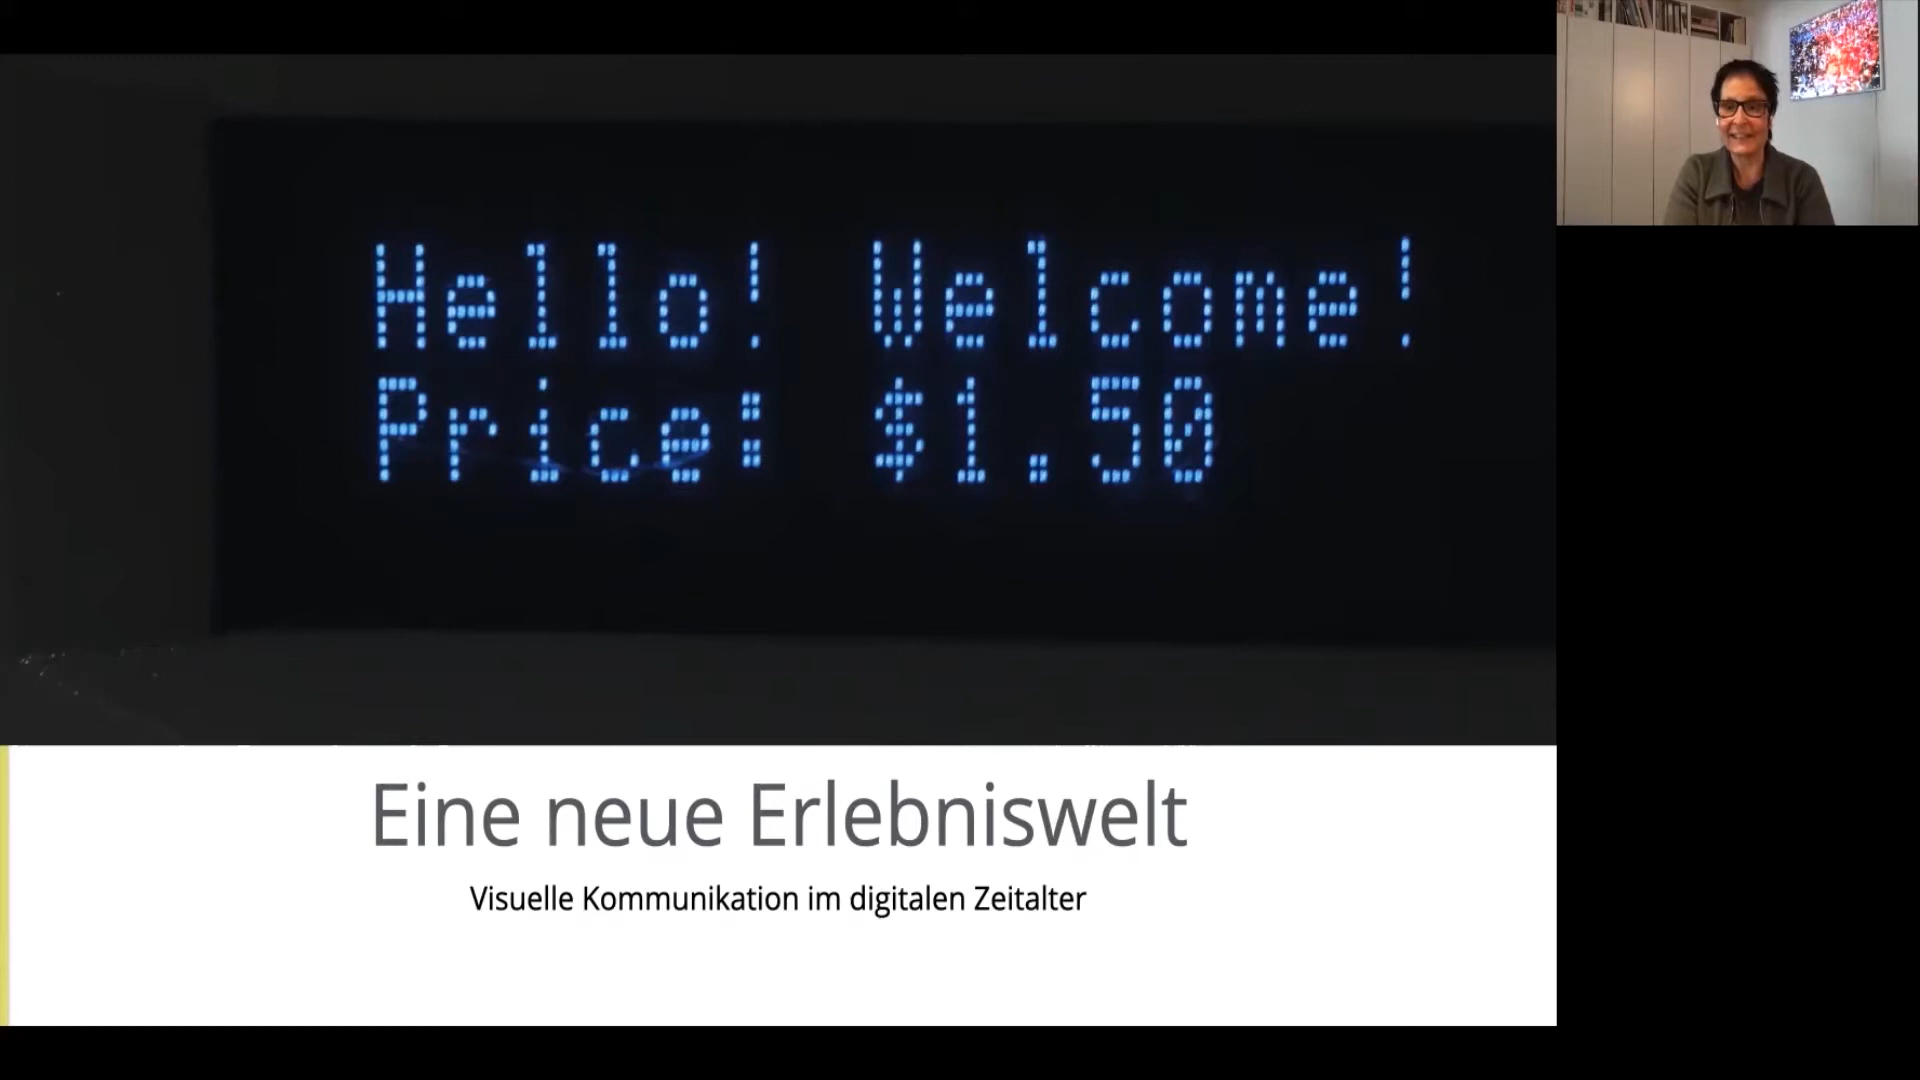 Hello! Welcome!
Price: $1.50
Eine neue Erlebniswelt
Visuelle Kommunikation im digitalen Zeitalter